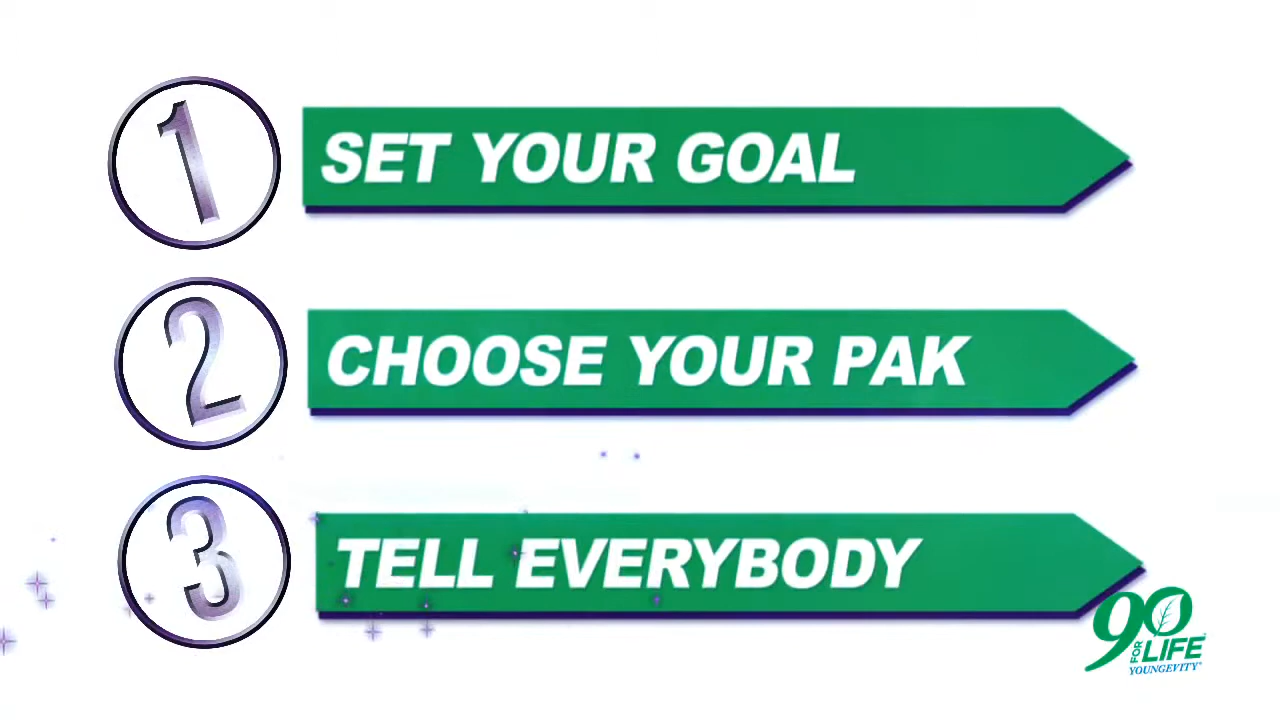 1
SET YOUR GOAL
2
CHOOSE YOUR PAK
3
TELL EVERYBODY
90
FOR LIFE
YOUNGEVITY®